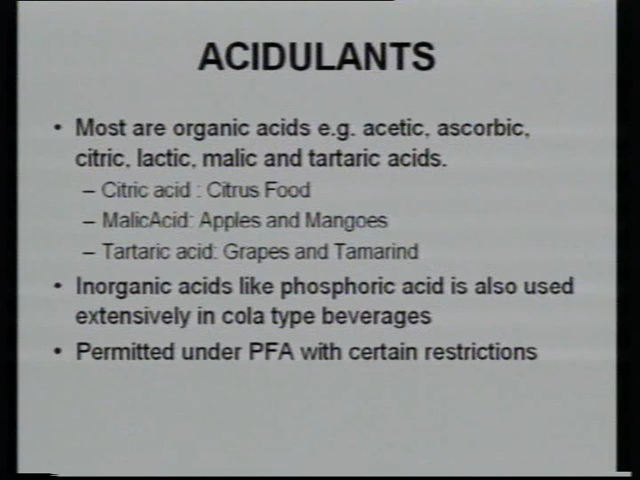 ACIDULANTS
• Most are organic acids e.g. acetic, ascorbic,
citric, lactic, malic and tartaric acids.
– Citric acid : Citrus Food
– MalicAcid: Apples and Mangoes
– Tartaric acid: Grapes and Tamarind
• Inorganic acids like phosphoric acid is also used
extensively in cola type beverages
• Permitted under PFA with certain restrictions